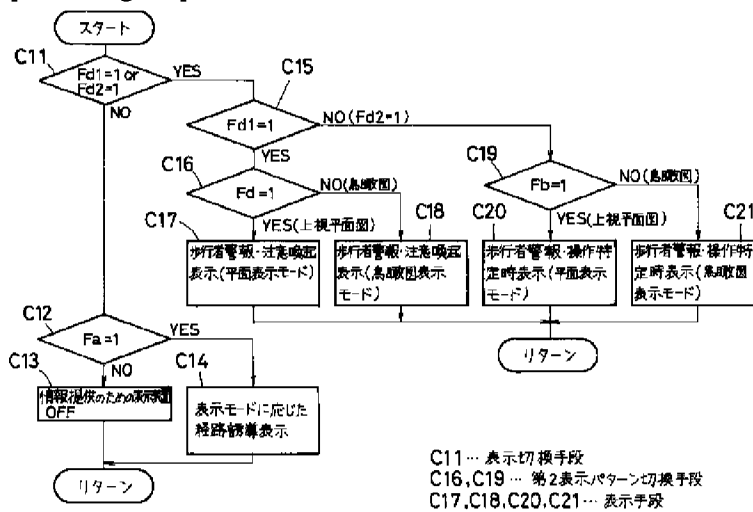 スタート
C11
Fd1=1 or
Fd2=1
YES
NO
C15
Fd1=1
NO(Fd2=1)
YES
C16
Fd=1
NO(鳥瞰図)
YES(上視平面図)
C19
Fb=1
NO(鳥瞰図)
YES(上視平面図)
C17
歩行者警報・注意喚起
表示(平面表示モード)
C18
歩行者警報・注意喚起
表示(鳥瞰図表示
モード)
C20
歩行者警報・操作特
定時表示(平面表示
モード)
C21
歩行者警報・操作特
定時表示(鳥瞰図
表示モード)
リターン
C12
Fa=1
YES
NO
C13
情報提供のための表示装置
OFF
C14
表示モードに応じた
経路誘導表示
リターン
C11… 表示切換手段
C16,C19… 第2表示パターン切換手段
C17,C18,C20,C21… 表示手段